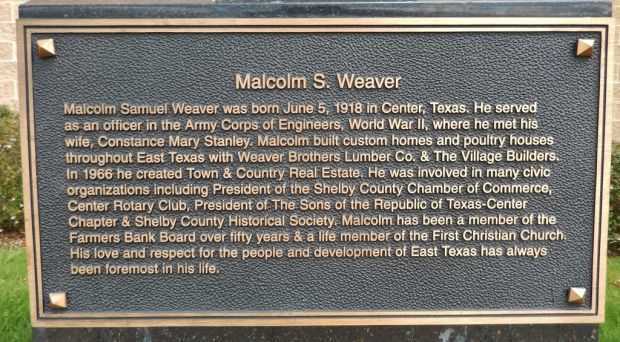 Malcolm S. Weaver
Malcolm Samuel Weaver was born June 5, 1918 in Center, Texas. He served
as an officer in the Army Corps of Engineers, World War II, where he met his
wife, Constance Mary Stanley. Malcolm built custom homes and poultry houses
throughout East Texas with Weaver Brothers Lumber Co. & The Village Builders.
In 1966 he created Town & Country Real Estate. He was involved in many civic
organizations including President of the Shelby County Chamber of Commerce,
Center Rotary Club, President of The Sons of the Republic of Texas-Center
Chapter & Shelby County Historical Society. Malcolm has been a member of the
Farmers Bank Board over fifty years & a life member of the First Christian Church.
His love and respect for the people and development of East Texas has always
been foremost in his life.